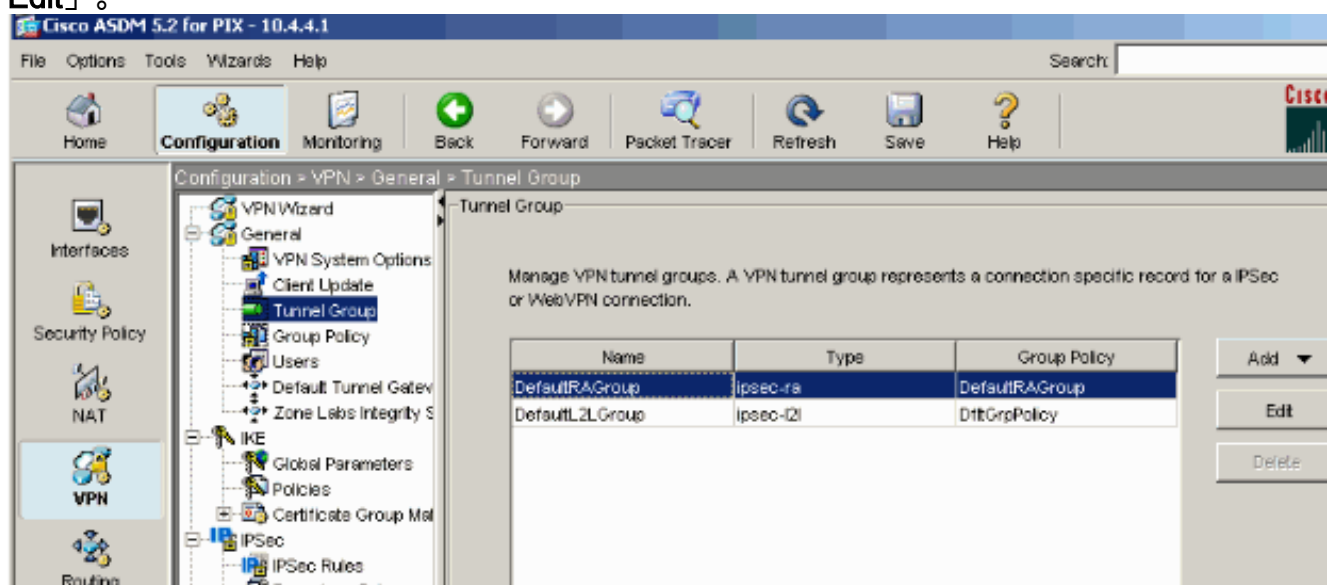 Edit」。
Cisco ASDM 5.2 for PIX - 10.4.4.1
File Options Tools Wizards Help Search:
Home Configuration Monitoring Back Forward Packet Tracer Refresh Save Help
Cisco
Configuration > VPN > General > Tunnel Group
Interfaces
Security Policy
NAT
VPN
Routing
VPN Wizard
General
VPN System Options
Client Update
Tunnel Group
Group Policy
Users
Default Tunnel Gatew
Zone Labs Integrity S
IKE
Global Parameters
Policies
Certificate Group Mat
IPSec
IPSec Rules
Tunnel Group
Manage VPN tunnel groups. A VPN tunnel group represents a connection specific record for a IPSec
or WebVPN connection.
Name Type Group Policy
DefaultRAGroup ipsec-ra DefaultRAGroup
DefaultL2LGroup ipsec-l2l DfltGrpPolicy
Add
Edit
Delete